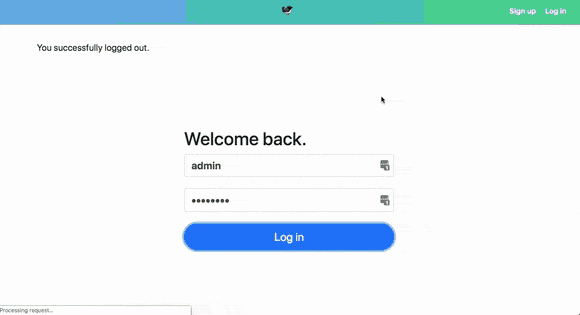 Sign up Log in
You successfully logged out.
Welcome back.
admin
••••••••
Log in
Processing request...